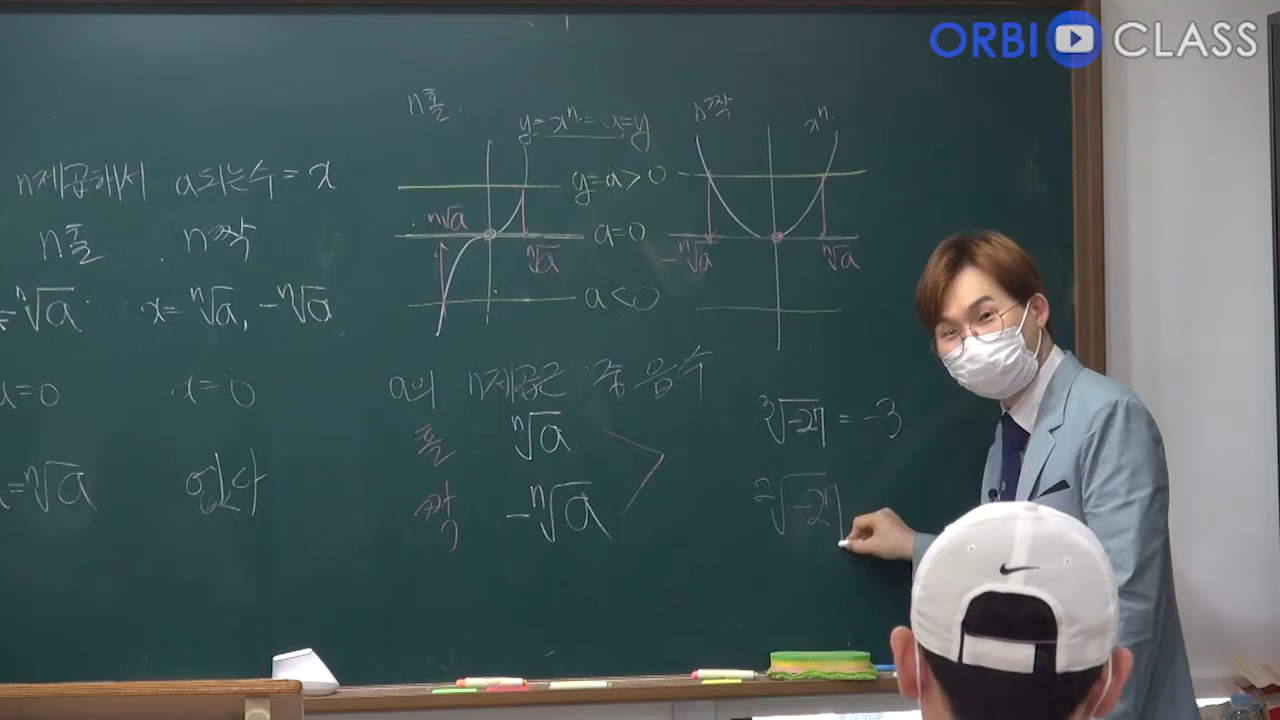 ORBI CLASS
n제곱해서 a되는수 = x
n홀 n짝
ⁿ√a x = ⁿ√a, -ⁿ√a
a=0 x=0
=ⁿ√a 없다
n홀.
y=xⁿ=a=y
ⁿ√a
ⁿ√a
y=a>0
a=0
a<0
n짝
xⁿ
-ⁿ√a
ⁿ√a
a의 n제곱근 중 음수
홀 ⁿ√a
짝 -ⁿ√a
³√-27 = -3
²√-27